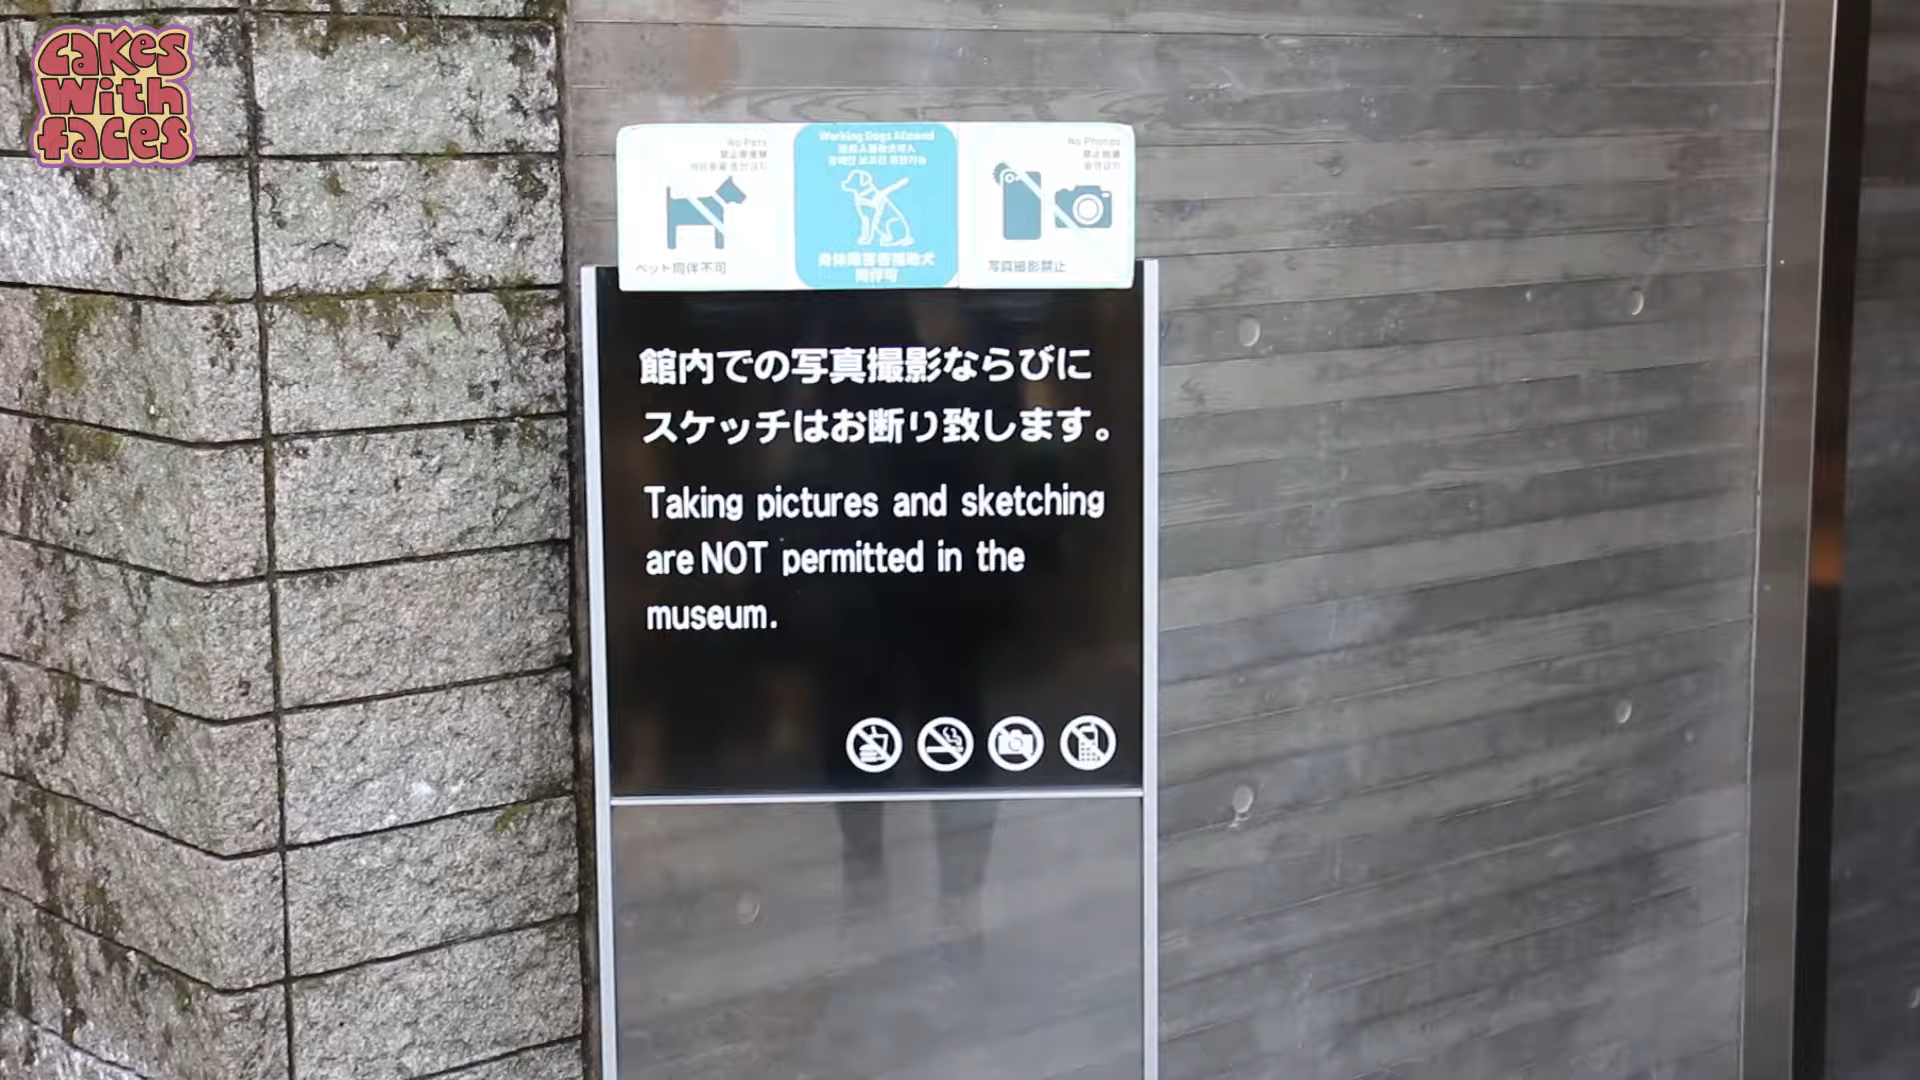 Cakes
With
faces
No Pets
ペット同伴不可
Working Dogs Allowed
身体障害者補助犬
同伴可
No Photos
写真撮影禁止
館内での写真撮影ならびに
スケッチはお断り致します。
Taking pictures and sketching
are NOT permitted in the
museum.